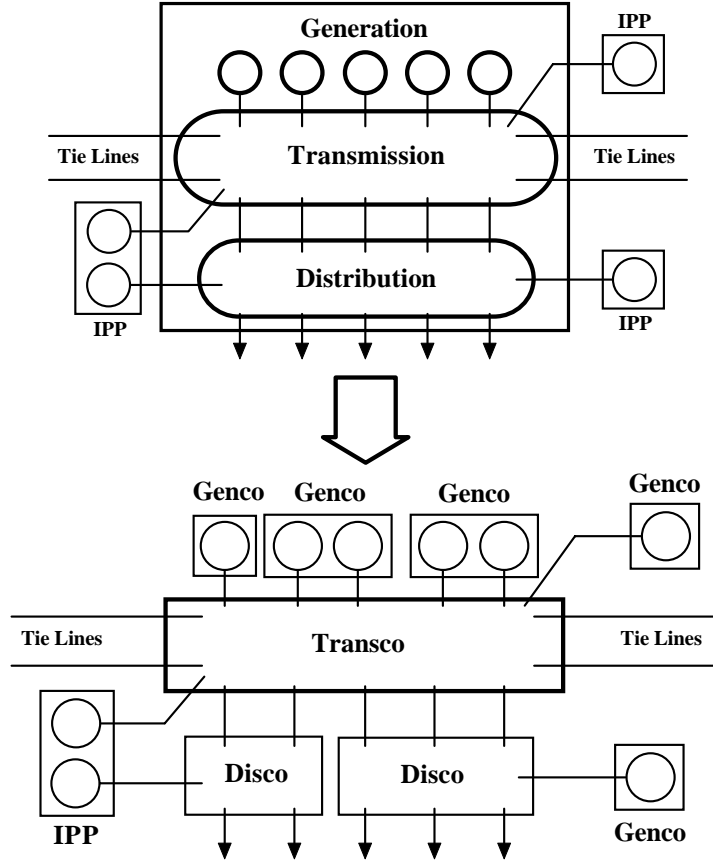 Generation
IPP
Tie Lines
Transmission
Tie Lines
Distribution
IPP
IPP
Genco
Genco
Genco
Genco
Tie Lines
Transco
Tie Lines
Disco
Disco
IPP
Genco